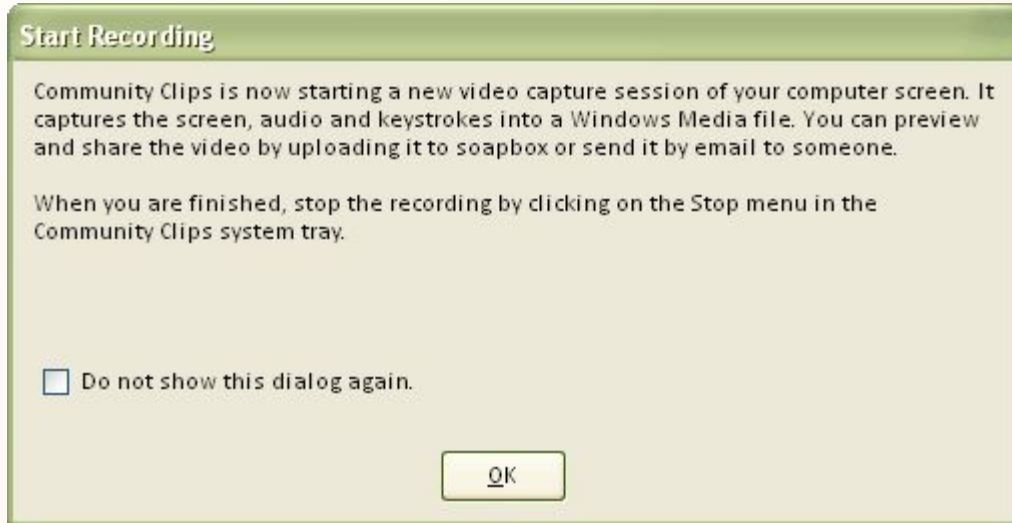 Start Recording
Community Clips is now starting a new video capture session of your computer screen. It
captures the screen, audio and keystrokes into a Windows Media file. You can preview
and share the video by uploading it to soapbox or send it by email to someone.
When you are finished, stop the recording by clicking on the Stop menu in the
Community Clips system tray.
Do not show this dialog again.
OK